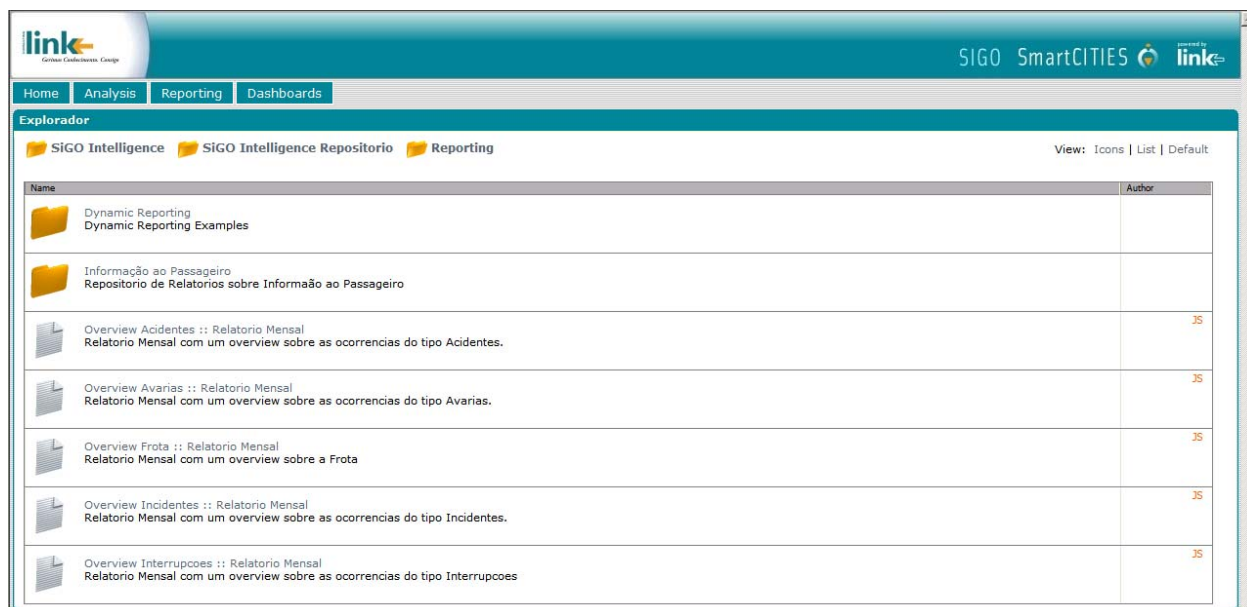 link
Gerimos Conhecimento. Consigo
SIGO SmartCITIES powered by link
Home Analysis Reporting Dashboards
Explorador
SiGO Intelligence SiGO Intelligence Repositorio Reporting View: Icons | List | Default
Name Author
Dynamic Reporting
Dynamic Reporting Examples
Informação ao Passageiro
Repositorio de Relatorios sobre Informaão ao Passageiro
Overview Acidentes :: Relatorio Mensal JS
Relatorio Mensal com um overview sobre as ocorrencias do tipo Acidentes.
Overview Avarias :: Relatorio Mensal JS
Relatorio Mensal com um overview sobre as ocorrencias do tipo Avarias.
Overview Frota :: Relatorio Mensal JS
Relatorio Mensal com um overview sobre a Frota
Overview Incidentes :: Relatorio Mensal JS
Relatorio Mensal com um overview sobre as ocorrencias do tipo Incidentes.
Overview Interrupcoes :: Relatorio Mensal JS
Relatorio Mensal com um overview sobre as ocorrencias do tipo Interrupcoes